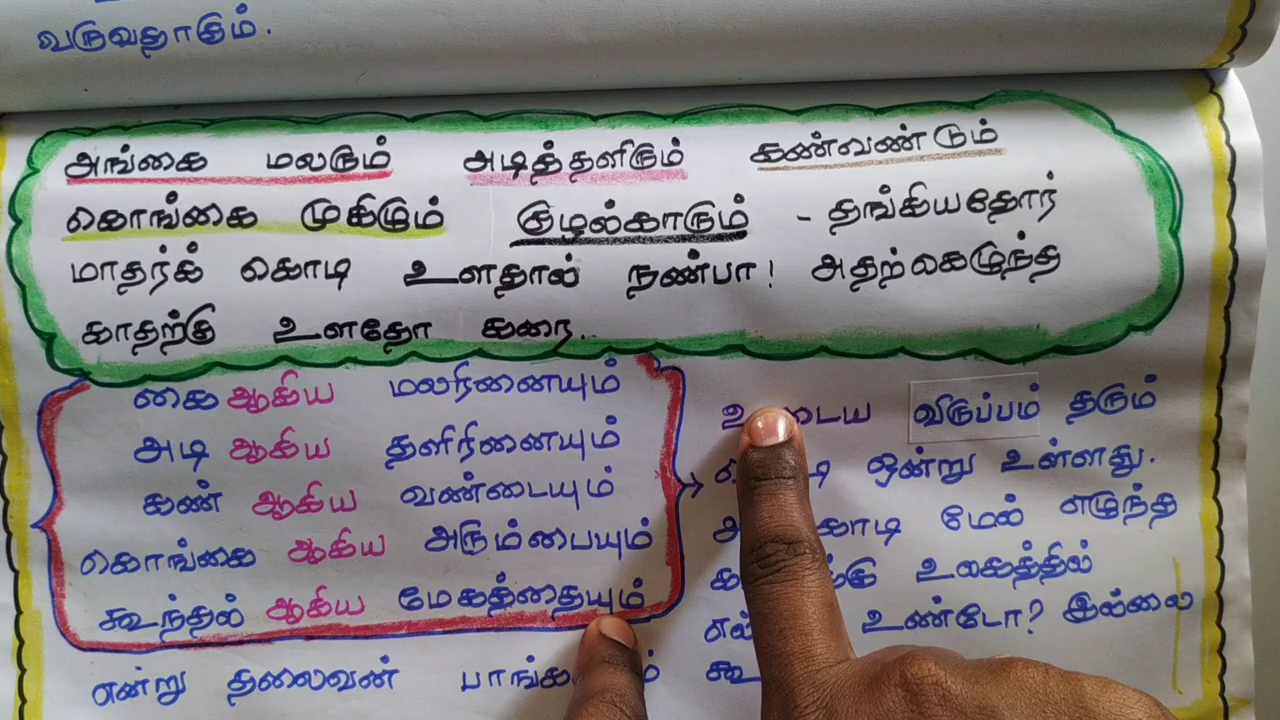 வருவதாகும்.
அங்கை மலரும் அடித்தளிரும் கண்வண்டும்
கொங்கை முகிழும் குழல்காரும் - தங்கியதோர்
மாதர்க் கொடி உளதால் நண்பா! அதற்கெழுந்த
காதற்கு உளதோ கரை.
கை ஆகிய மலரினையும்
அடி ஆகிய தளிரினையும்
கண் ஆகிய வண்டையும்
கொங்கை ஆகிய அரும்பையும்
கூந்தல் ஆகிய மேகத்தையும்
விருப்பம் தரும்
ஒன்று உள்ளது.
மேல் எழுந்த
உலகத்தில்
உண்டோ? இல்லை
என்று தலைவன்